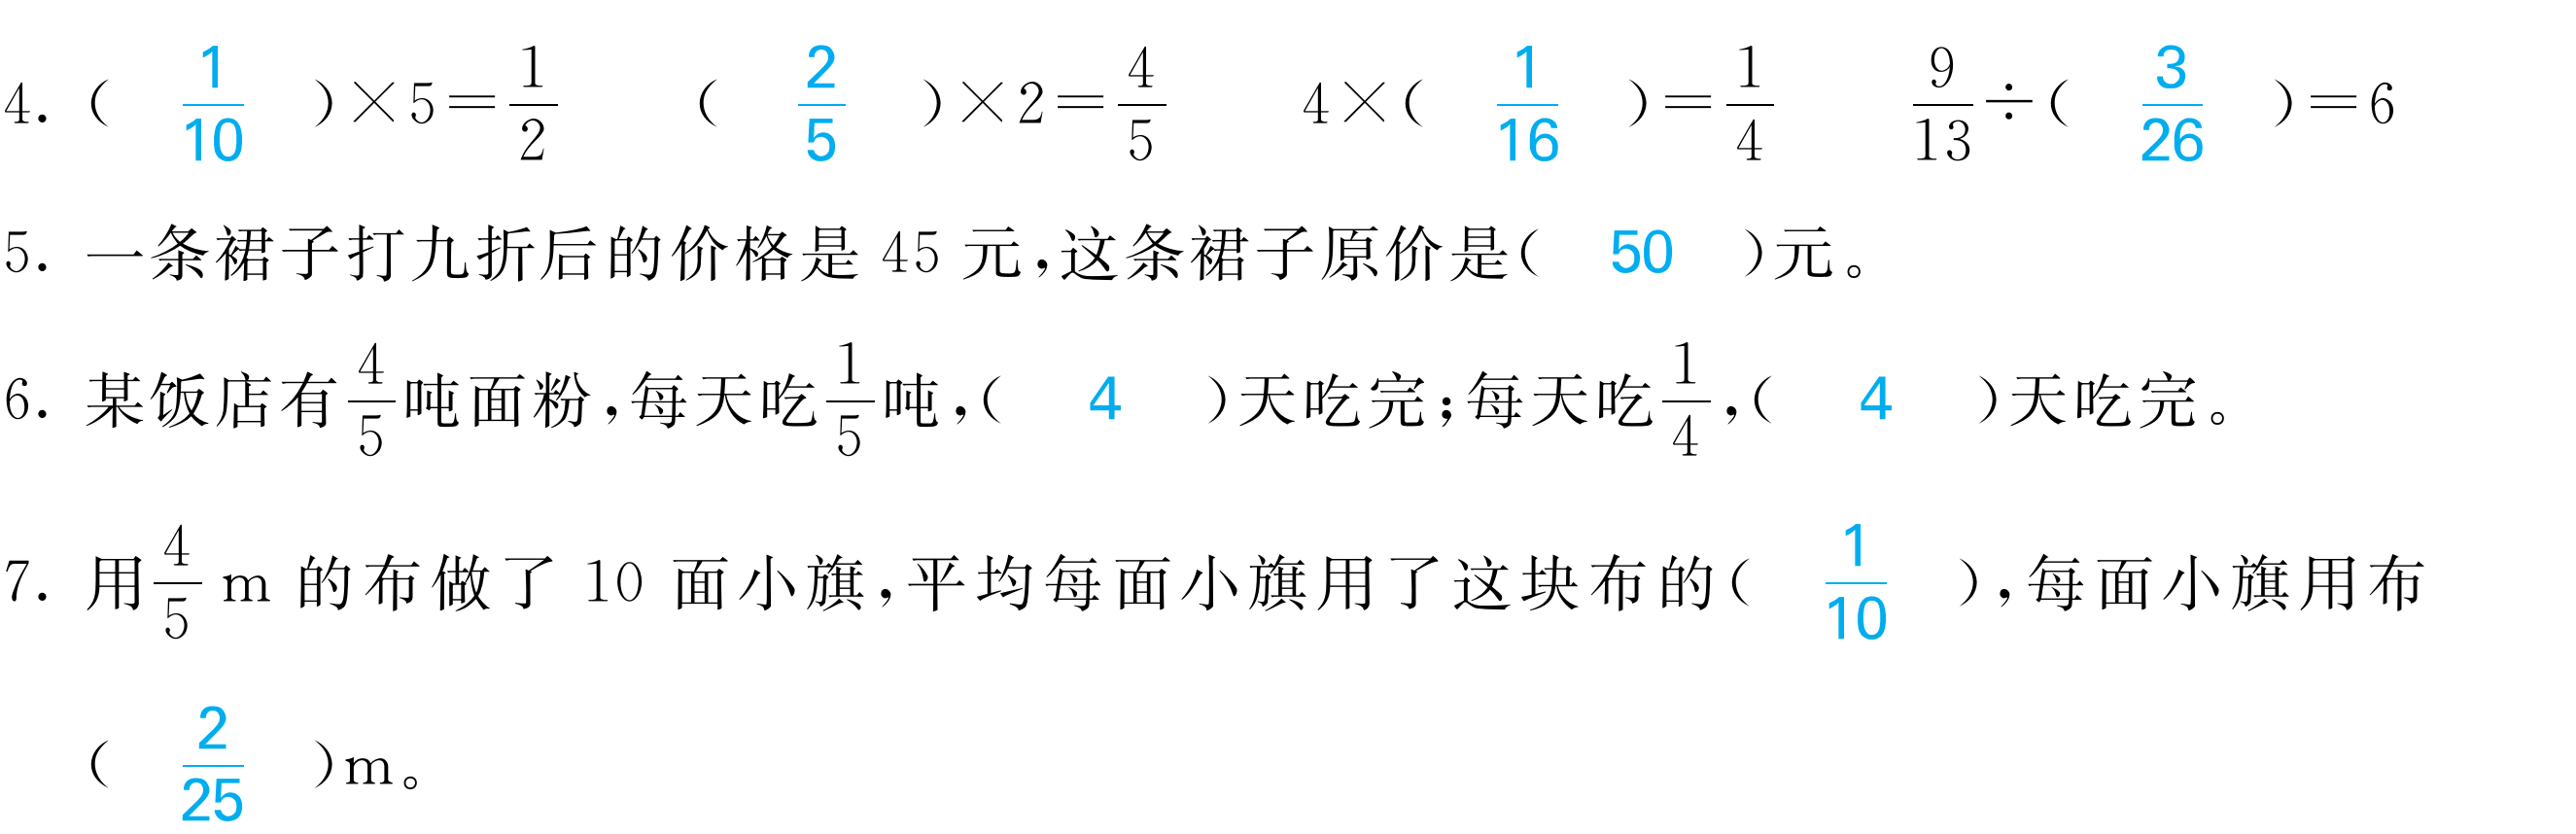 4. ( 1/10 )×5=1/2 ( 2/5 )×2=4/5 4×( 1/16 )=1/4 9/13÷( 3/26 )=6
5. 一条裙子打九折后的价格是 45 元,这条裙子原价是( 50 )元。
6. 某饭店有4/5吨面粉,每天吃1/5吨,( 4 )天吃完;每天吃1/4,( 4 )天吃完。
7. 用4/5 m 的布做了 10 面小旗,平均每面小旗用了这块布的( 1/10 ),每面小旗用布
( 2/25 )m。